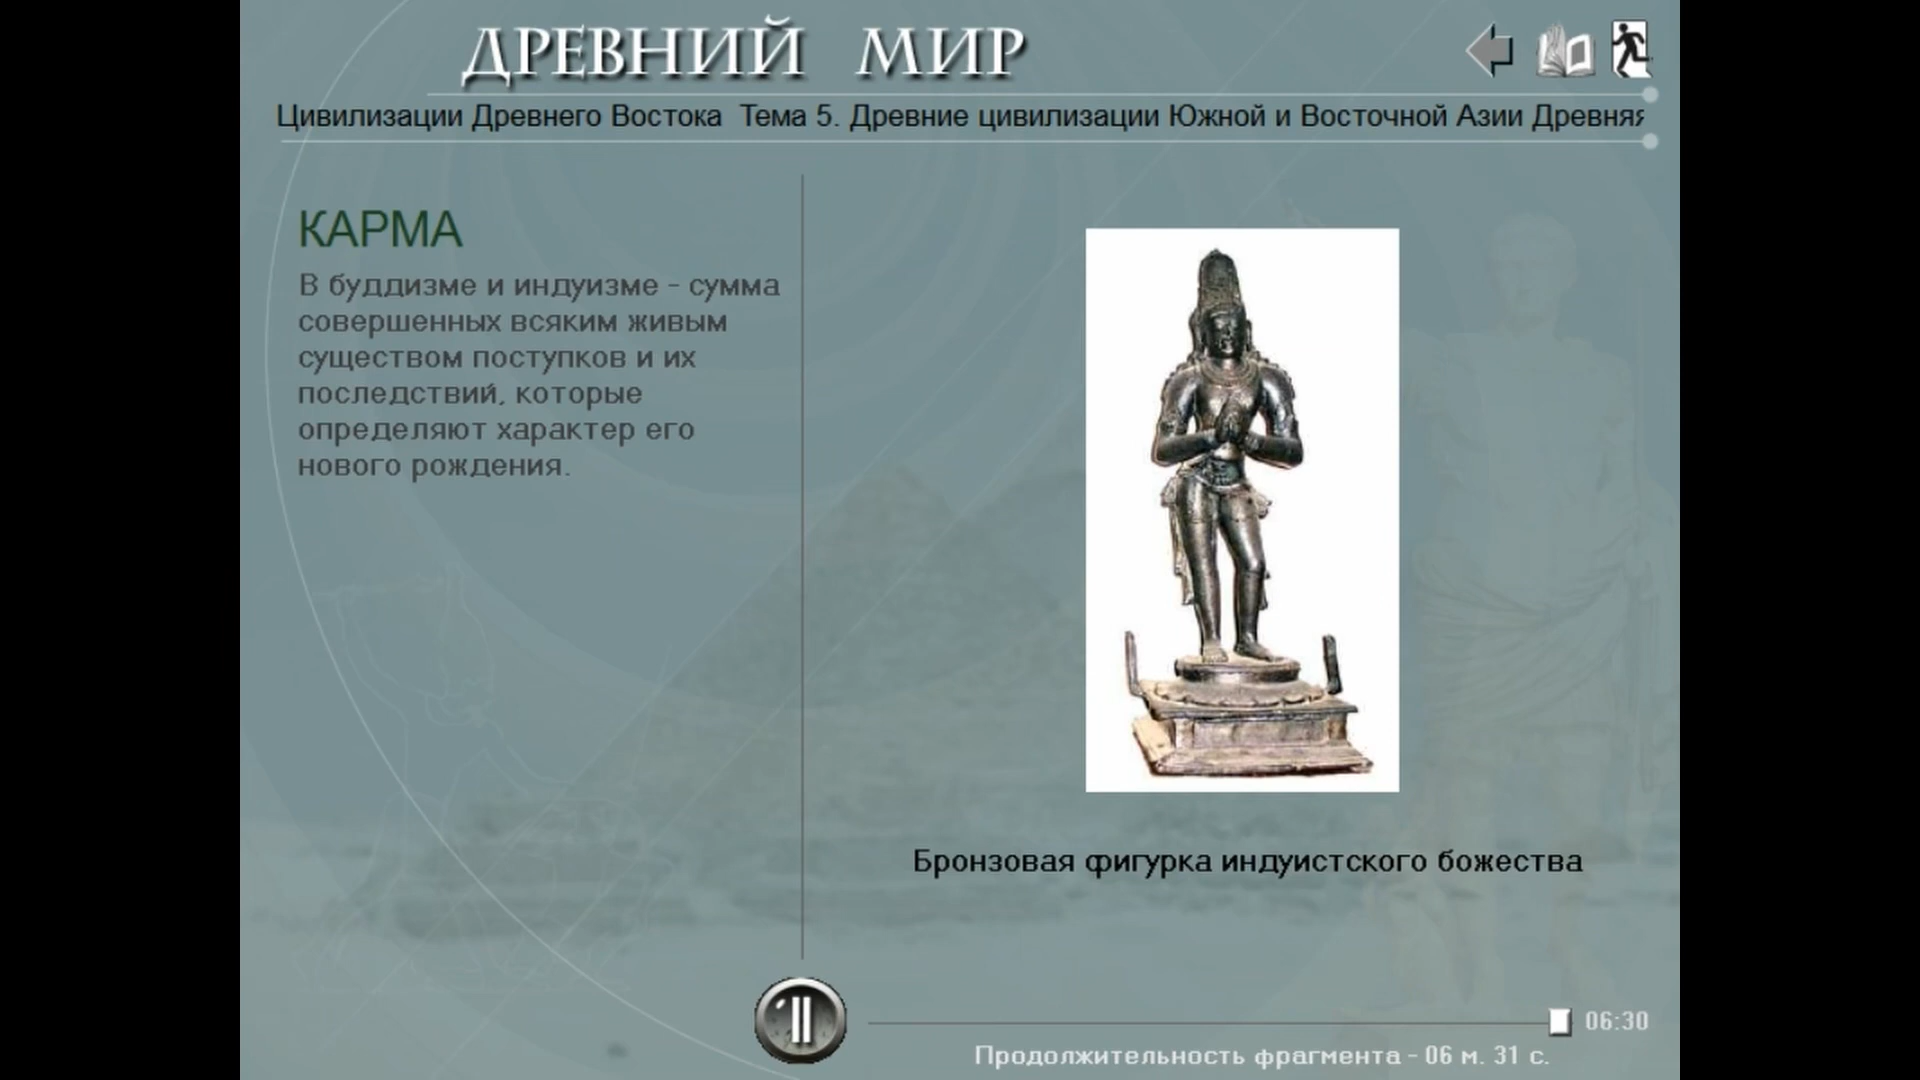 ДРЕВНИЙ МИР
Цивилизации Древнего Востока Тема 5. Древние цивилизации Южной и Восточной Азии Древняя
КАРМА
В буддизме и индуизме - сумма
совершенных всяким живым
существом поступков и их
последствий, которые
определяют характер его
нового рождения.
Бронзовая фигурка индуистского божества
06:30
Продолжительность фрагмента - 06 м. 31 с.